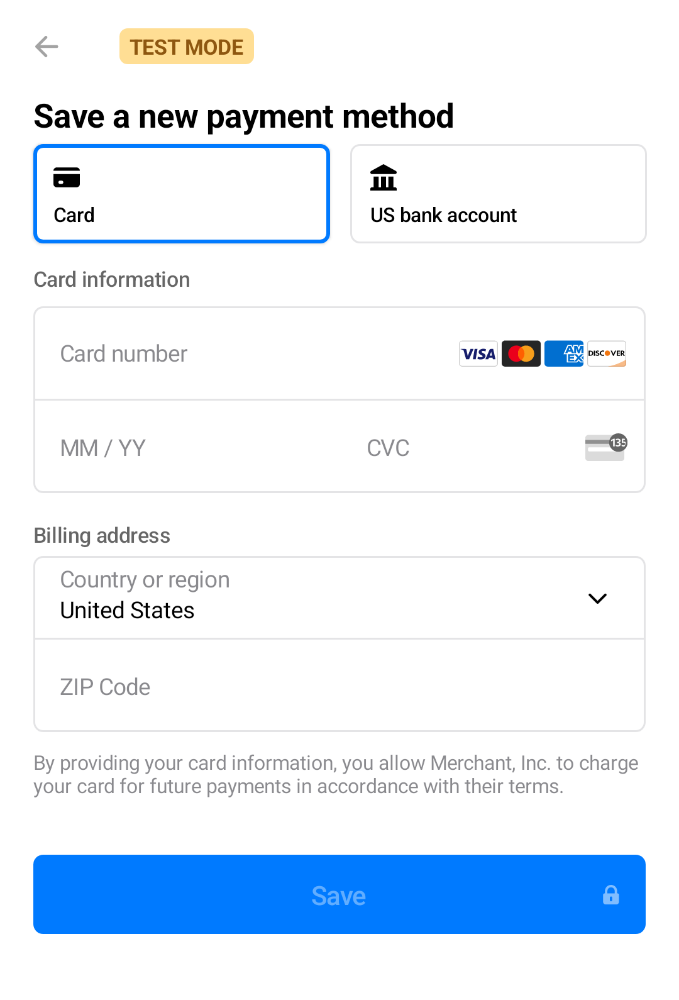 TEST MODE
Save a new payment method
Card
US bank account
Card information
Card number
VISA
AM
EX
DISCOVER
MM / YY
CVC
135
Billing address
Country or region
United States
ZIP Code
By providing your card information, you allow Merchant, Inc. to charge
your card for future payments in accordance with their terms.
Save